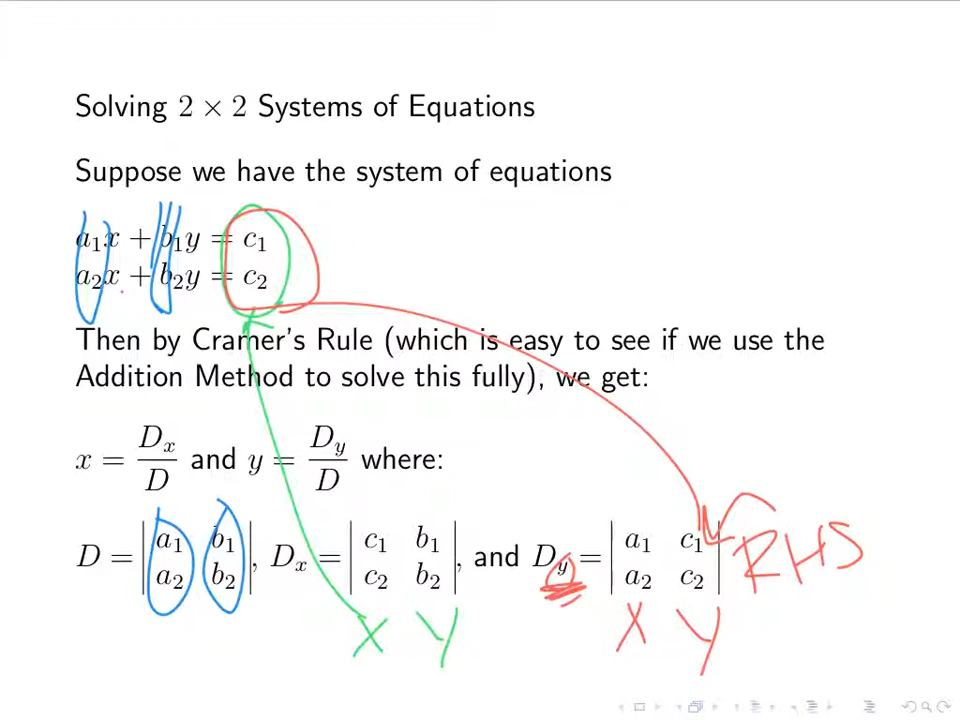 Solving 2 × 2 Systems of Equations
Suppose we have the system of equations
a₁x + b₁y = c₁
a₂x + b₂y = c₂
Then by Cramer's Rule (which is easy to see if we use the
Addition Method to solve this fully), we get:
x = Dₓ/D and y = D_y/D where:
D = |a₁ b₁; a₂ b₂|, Dₓ = |c₁ b₁; c₂ b₂|, and D_y = |a₁ c₁; a₂ c₂| RHS
X Y X Y